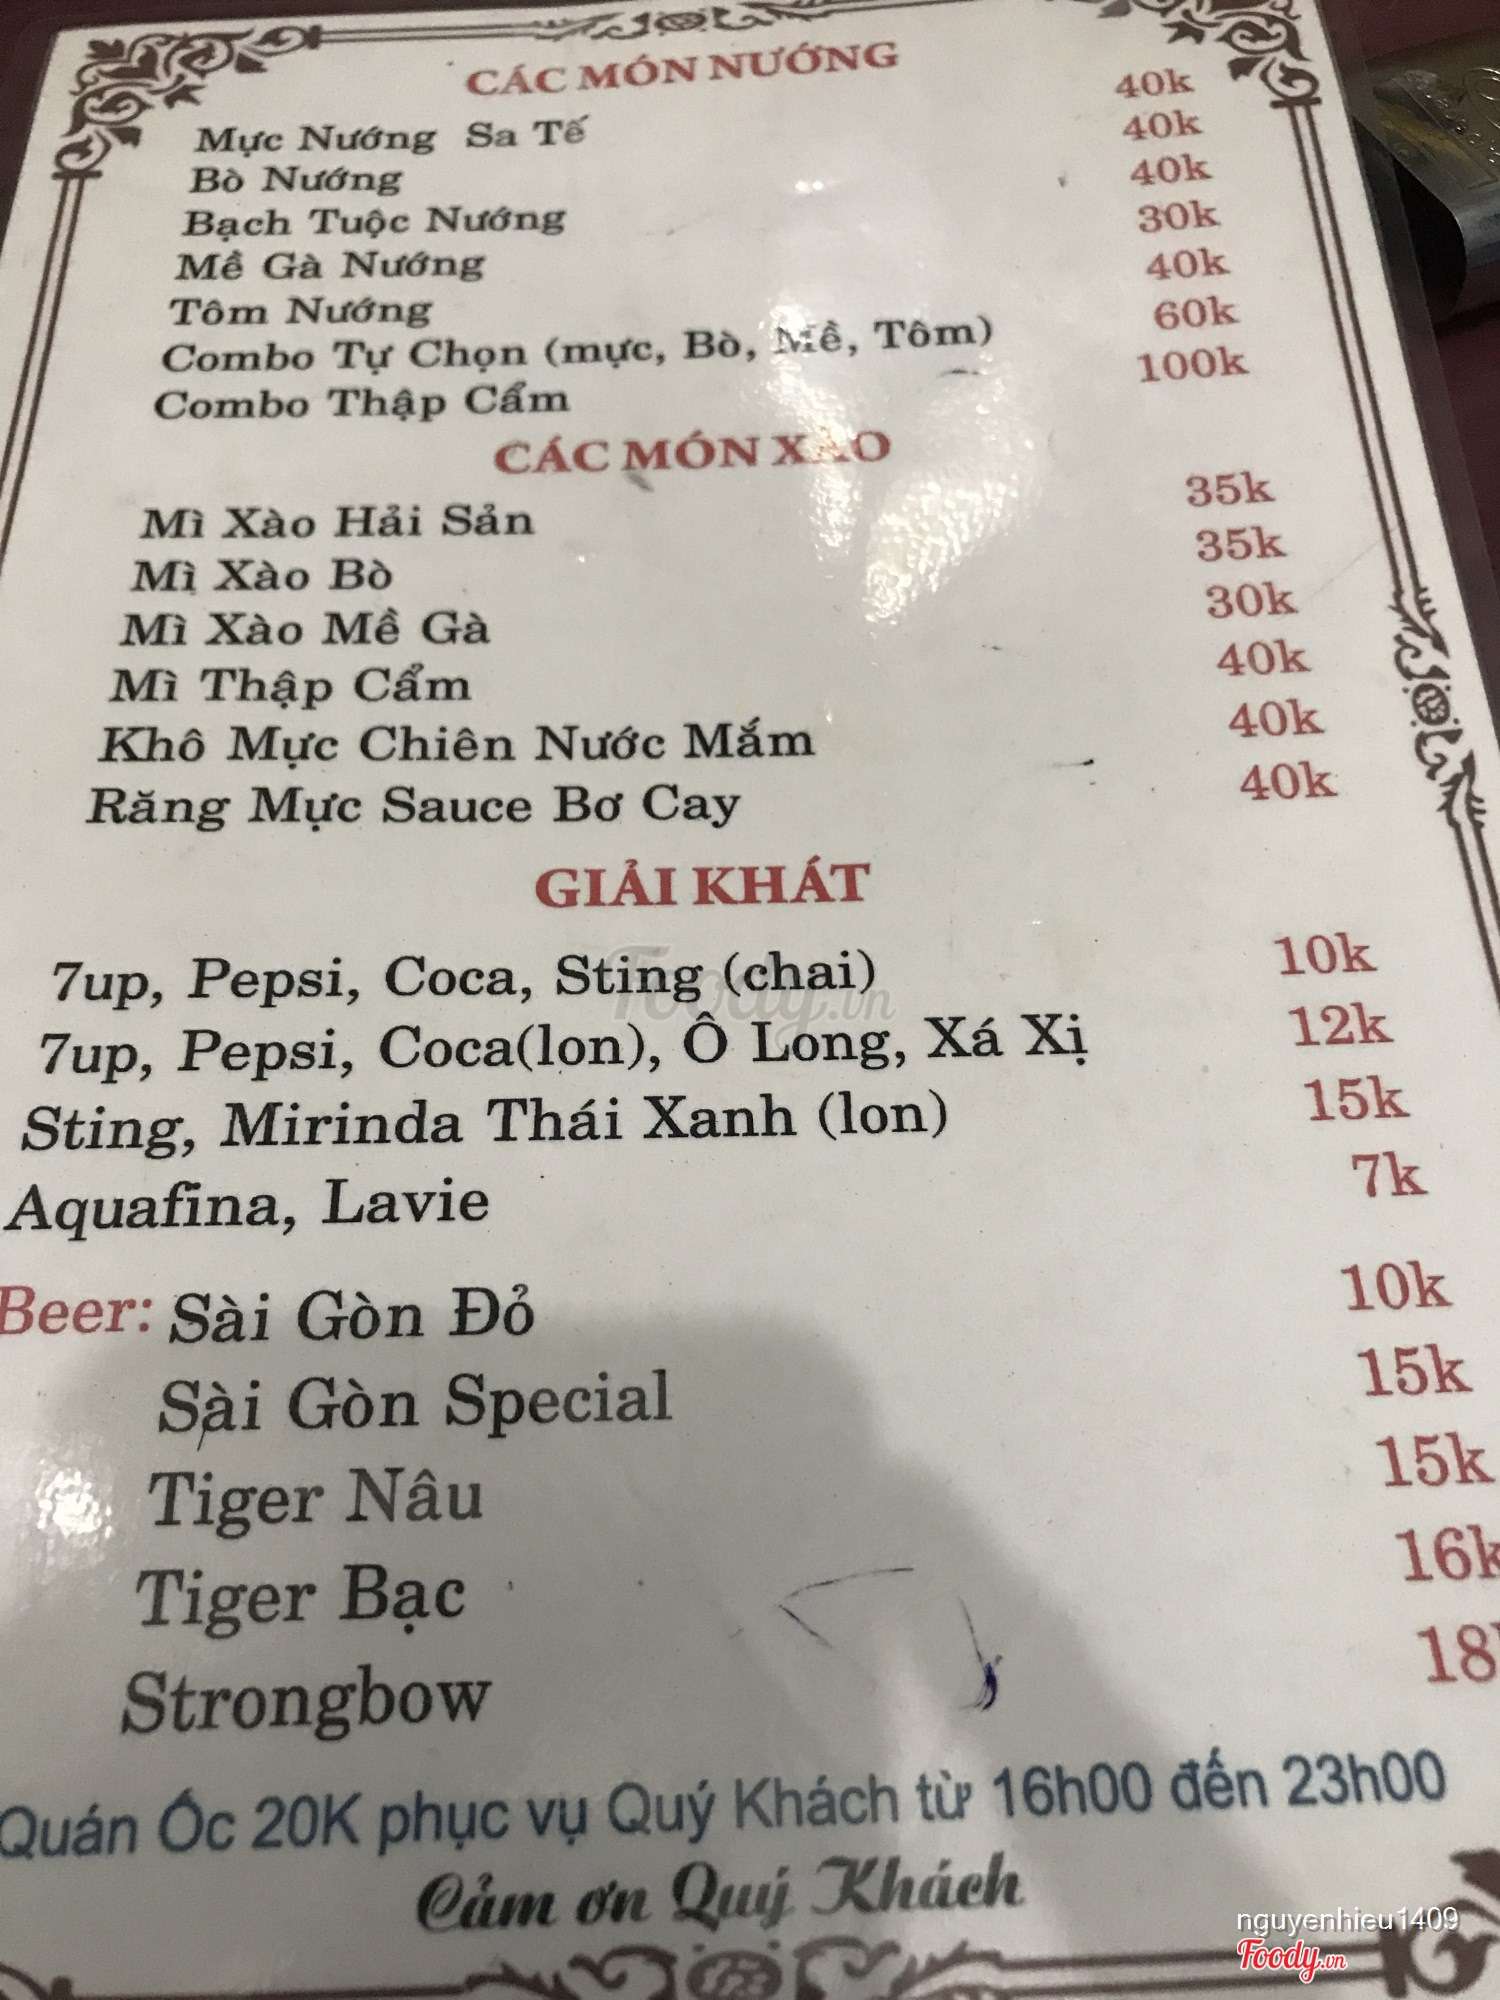 CÁC MÓN NƯỚNG
Mực Nướng Sa Tế 40k
Bò Nướng 40k
Bạch Tuộc Nướng 40k
Mề Gà Nướng 30k
Tôm Nướng 40k
Combo Tự Chọn (mực, Bò, Mề, Tôm) 60k
Combo Thập Cẩm 100k
CÁC MÓN XÀO
Mì Xào Hải Sản 35k
Mì Xào Bò 35k
Mì Xào Mề Gà 30k
Mì Thập Cẩm 40k
Khô Mực Chiên Nước Mắm 40k
Răng Mực Sauce Bơ Cay 40k
GIẢI KHÁT
7up, Pepsi, Coca, Sting (chai) 10k
Foody.vn
7up, Pepsi, Coca(lon), Ô Long, Xá Xị 12k
Sting, Mirinda Thái Xanh (lon) 15k
Aquafina, Lavie 7k
Beer: Sài Gòn Đỏ 10k
Sài Gòn Special 15k
Tiger Nâu 15k
Tiger Bạc 16k
Strongbow 18k
Quán Ốc 20K phục vụ Quý Khách từ 16h00 đến 23h00
Cảm ơn Quý Khách
nguyenhieu1409
Foody.vn